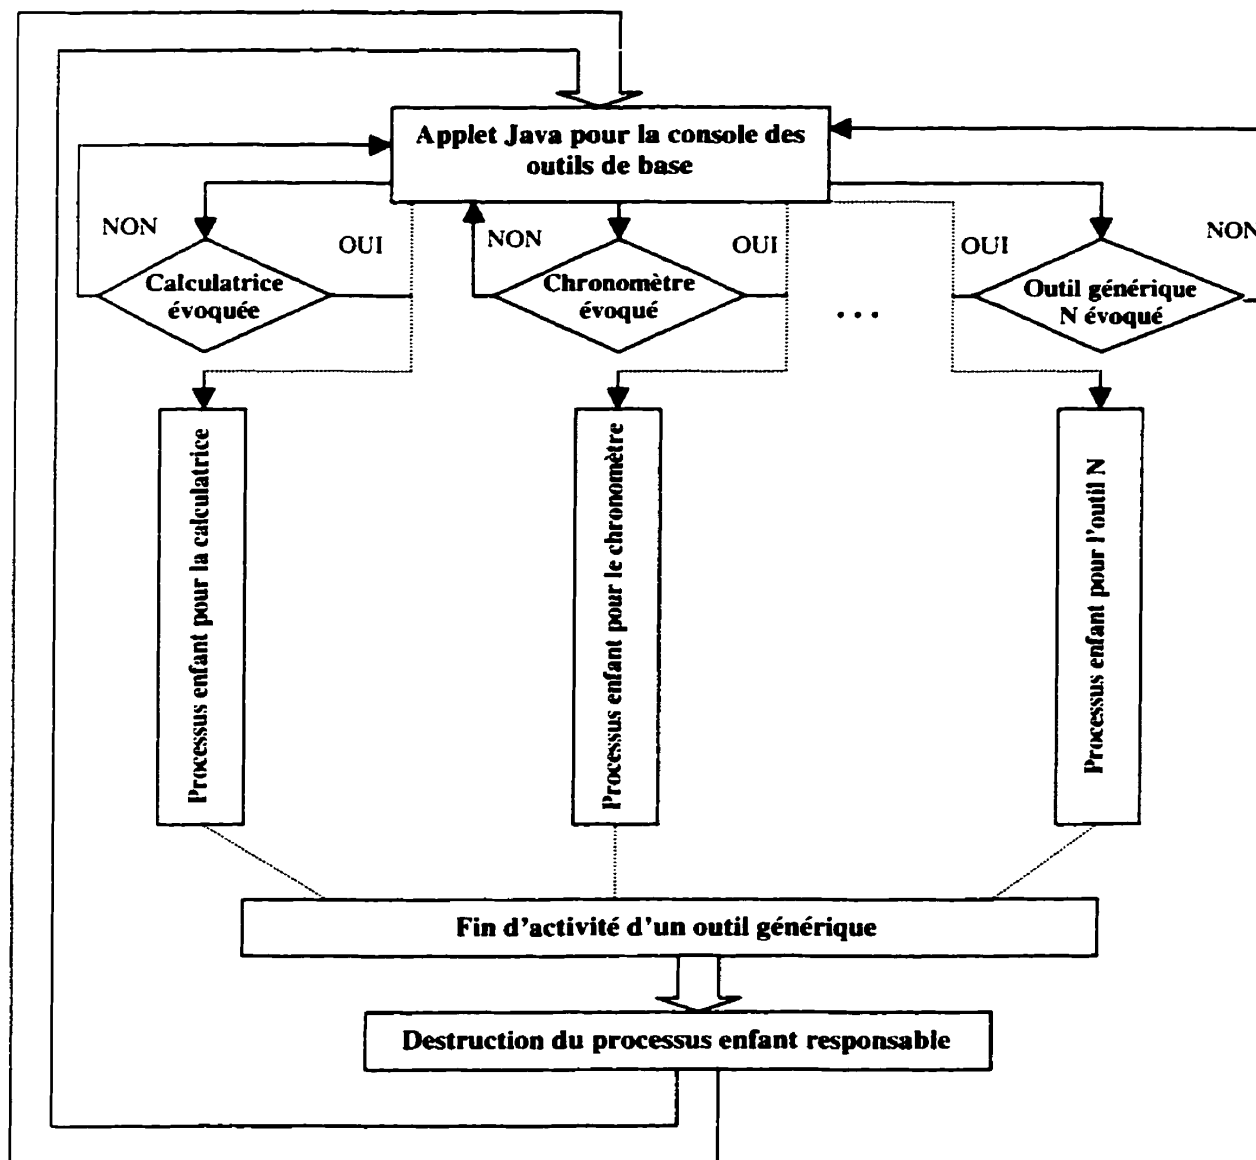 Applet Java pour la console des
outils de base
NON
OUI
NON
OUI
OUI
NON
Calculatrice
évoquée
Chronomètre
évoqué
. . .
Outil générique
N évoqué
Processus enfant pour la calculatrice
Processus enfant pour le chronomètre
Processus enfant pour l'outil N
Fin d'activité d'un outil générique
Destruction du processus enfant responsable